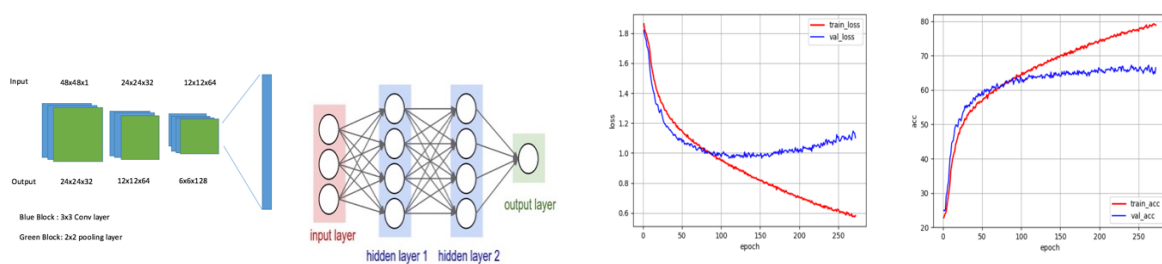 Input 48x48x1 24x24x32 12x12x64
Output 24x24x32 12x12x64 6x6x128
Blue Block : 3x3 Conv layer
Green Block: 2x2 pooling layer
input layer
hidden layer 1
hidden layer 2
output layer
train_loss
val_loss
loss
1.8
1.6
1.4
1.2
1.0
0.8
0.6
0 50 100 150 200 250
epoch
acc
80
70
60
50
40
30
20
train_acc
val_acc
0 50 100 150 200 250
epoch